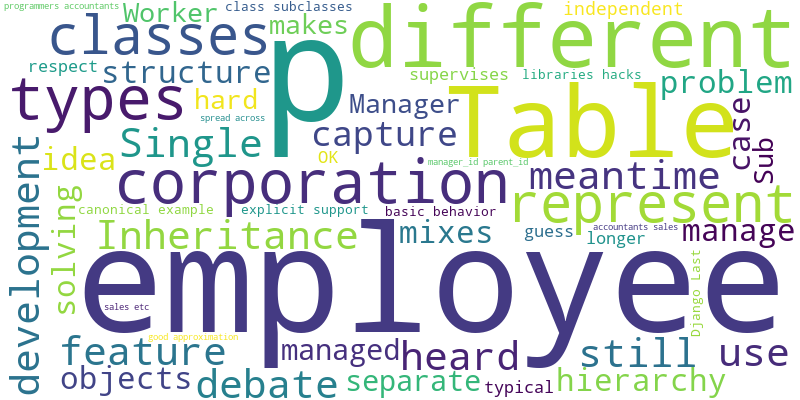 programmers accountants
Worker
class subclasses
independent
classes
makes
different
respect
structure
p
supervises
libraries hacks
problem
types
hard
spread across
Manager
Table
case
Single
capture
Sub
idea
OK
manager_id parent_id
meantime
development
corporation
solving
canonical example
explicit support
basic behavior
represent
Inheritance
mixes
guess
accountants sales
longer
manage
employee
Django Last
sales etc
good approximation
feature
managed
heard
still
use
objects
debate
separate
typical
hierarchy